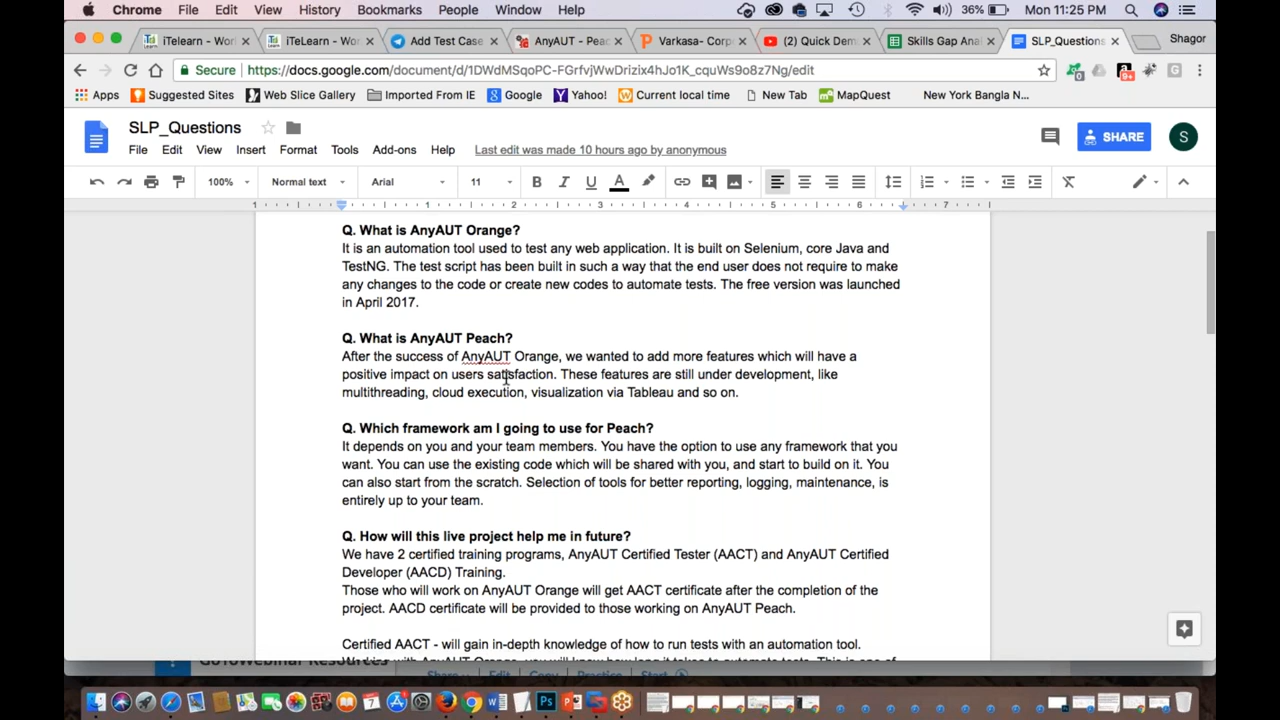 Chrome File Edit View History Bookmarks People Window Help 36% Mon 11:25 PM
iTelearn - Worl iTeLearn - Wor Add Test Case AnyAUT - Peac Varkasa- Corp (2) Quick Dem Skills Gap Anal SLP_Questions Shagor
Secure https://docs.google.com/document/d/1DWdMSqoPC-FGrfvjWwDrizix4hJo1K_cquWs9o8z7Ng/edit
Apps Suggested Sites Web Slice Gallery Imported From IE Google Yahoo! Current local time New Tab MapQuest New York Bangla N...
SLP_Questions
File Edit View Insert Format Tools Add-ons Help Last edit was made 10 hours ago by anonymous SHARE S
100% Normal text Arial 11
1 1 2 3 4 5 6 7
Q. What is AnyAUT Orange?
It is an automation tool used to test any web application. It is built on Selenium, core Java and
TestNG. The test script has been built in such a way that the end user does not require to make
any changes to the code or create new codes to automate tests. The free version was launched
in April 2017.
Q. What is AnyAUT Peach?
After the success of AnyAUT Orange, we wanted to add more features which will have a
positive impact on users satisfaction. These features are still under development, like
multithreading, cloud execution, visualization via Tableau and so on.
Q. Which framework am I going to use for Peach?
It depends on you and your team members. You have the option to use any framework that you
want. You can use the existing code which will be shared with you, and start to build on it. You
can also start from the scratch. Selection of tools for better reporting, logging, maintenance, is
entirely up to your team.
Q. How will this live project help me in future?
We have 2 certified training programs, AnyAUT Certified Tester (AACT) and AnyAUT Certified
Developer (AACD) Training.
Those who will work on AnyAUT Orange will get AACT certificate after the completion of the
project. AACD certificate will be provided to those working on AnyAUT Peach.
Certified AACT - will gain in-depth knowledge of how to run tests with an automation tool.